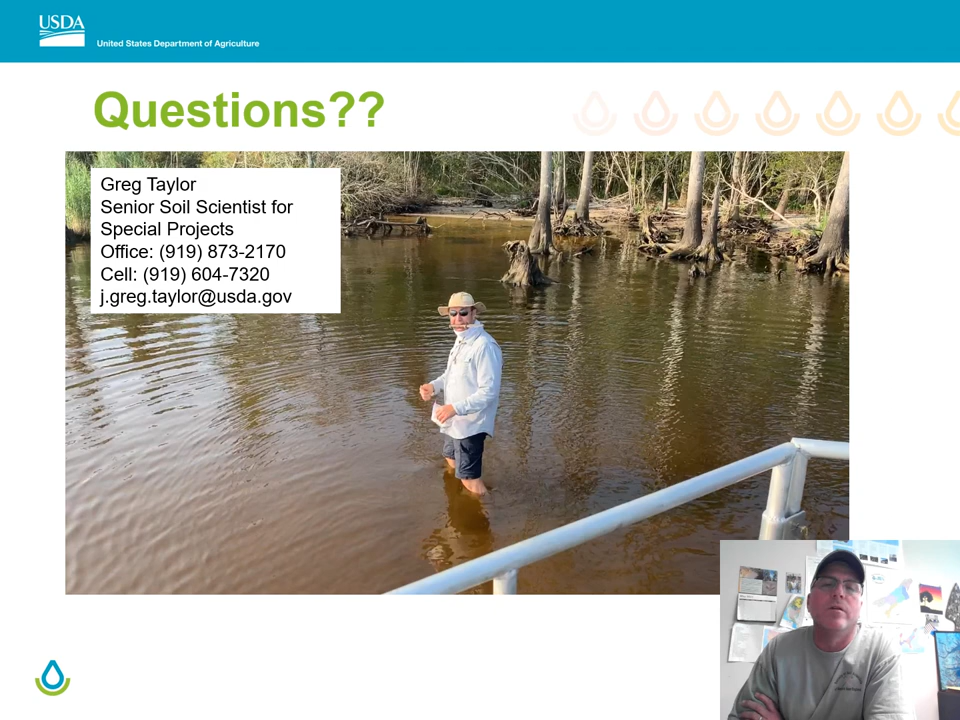 USDA
United States Department of Agriculture
Questions??
Greg Taylor
Senior Soil Scientist for
Special Projects
Office: (919) 873-2170
Cell: (919) 604-7320
j.greg.taylor@usda.gov